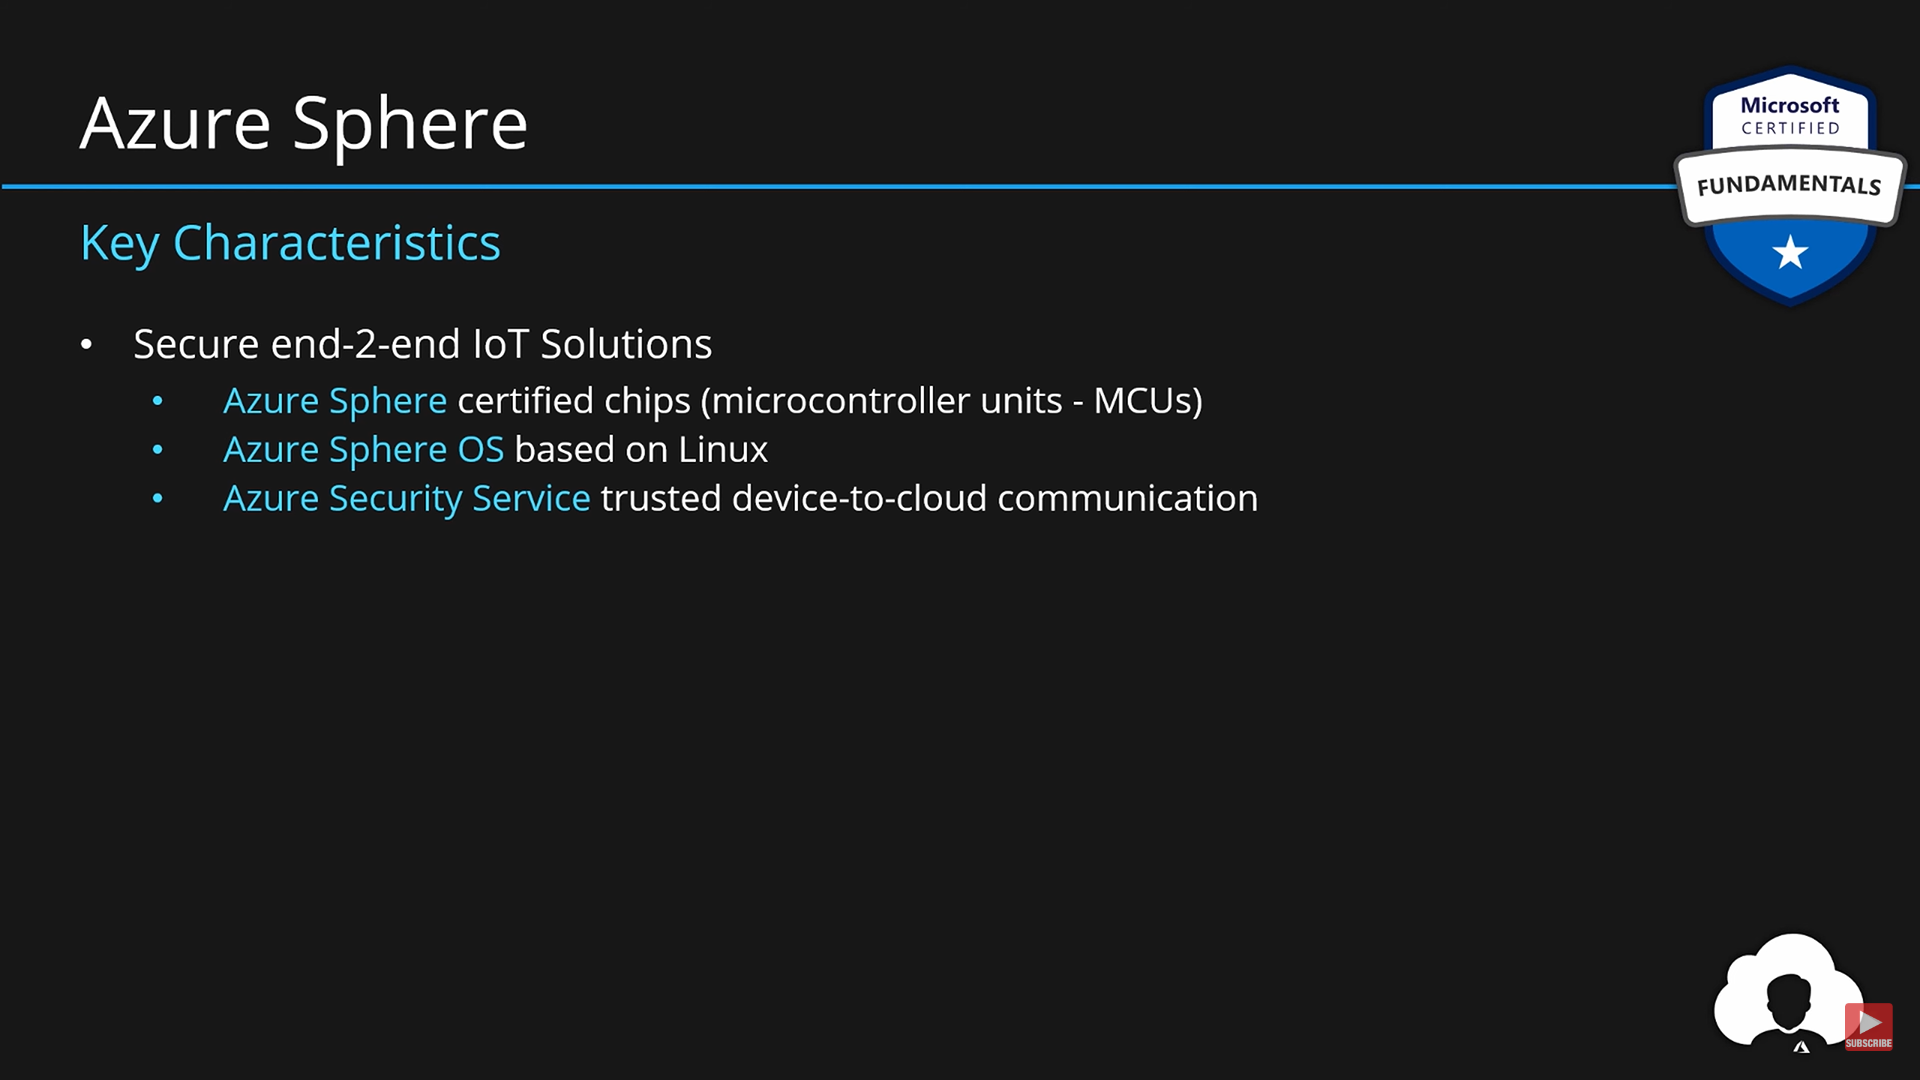 Azure Sphere
Microsoft
CERTIFIED
FUNDAMENTALS
Key Characteristics
• Secure end-2-end IoT Solutions
• Azure Sphere certified chips (microcontroller units - MCUs)
• Azure Sphere OS based on Linux
• Azure Security Service trusted device-to-cloud communication
SUBSCRIBE